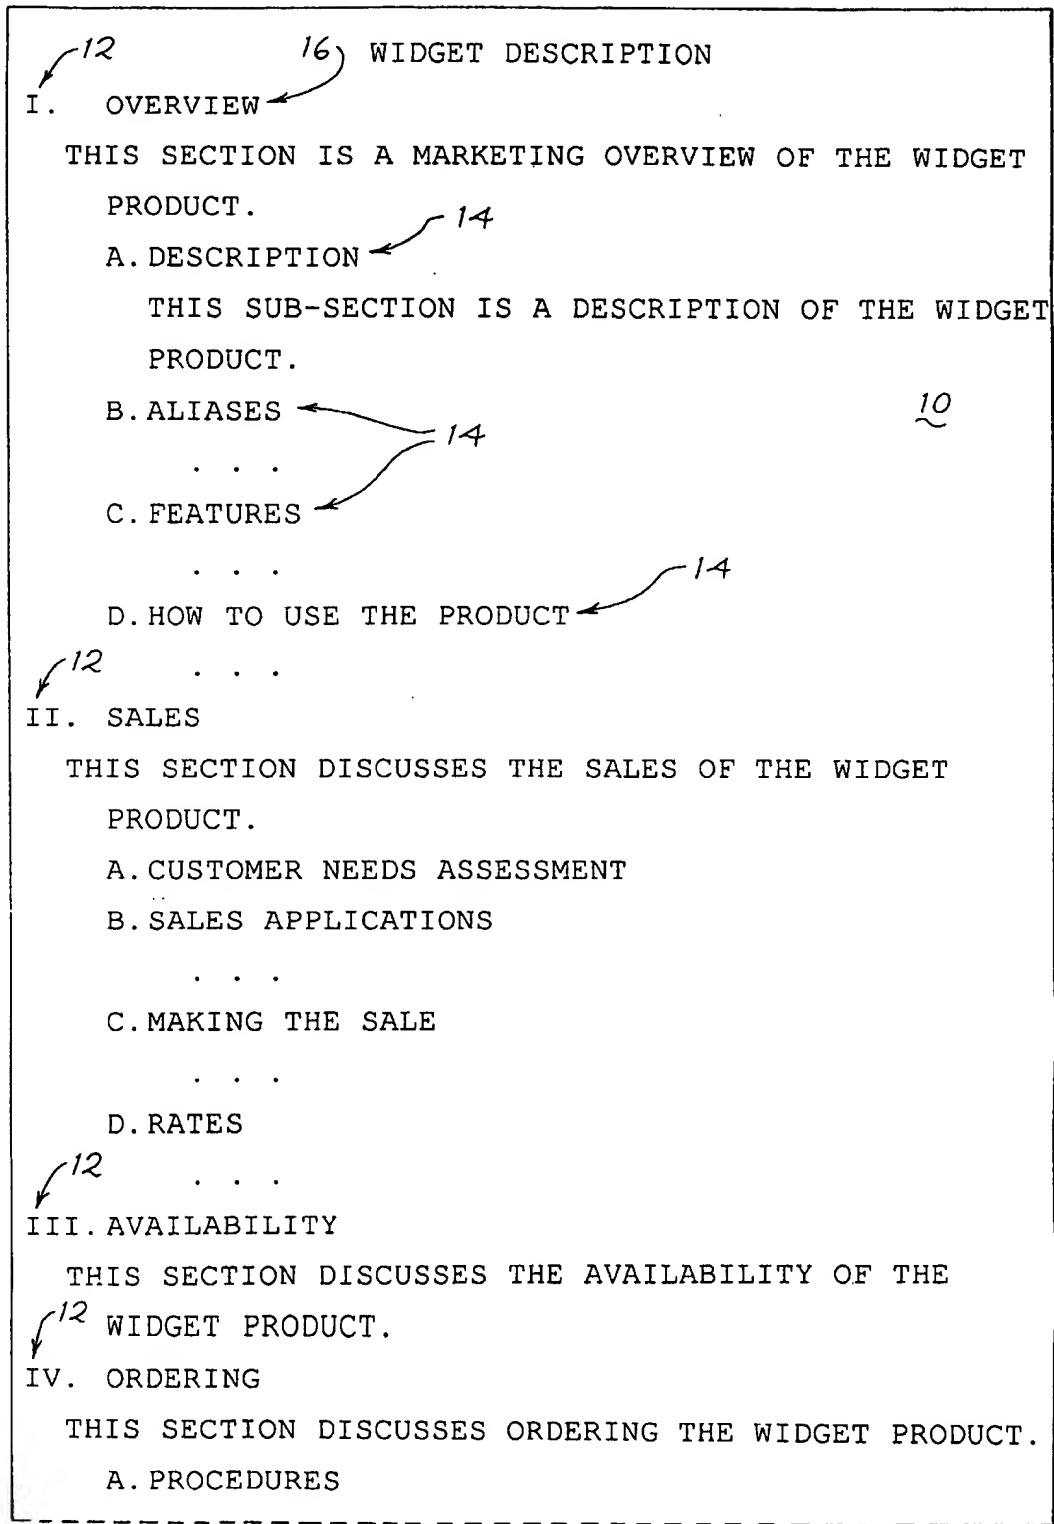 12 16 WIDGET DESCRIPTION
I. OVERVIEW
THIS SECTION IS A MARKETING OVERVIEW OF THE WIDGET
PRODUCT.
14
A. DESCRIPTION
THIS SUB-SECTION IS A DESCRIPTION OF THE WIDGET
PRODUCT.
B. ALIASES 10
14
. . .
C. FEATURES
. . . 14
D. HOW TO USE THE PRODUCT
12 . . .
II. SALES
THIS SECTION DISCUSSES THE SALES OF THE WIDGET
PRODUCT.
A. CUSTOMER NEEDS ASSESSMENT
B. SALES APPLICATIONS
. . .
C. MAKING THE SALE
. . .
D. RATES
12 . . .
III. AVAILABILITY
THIS SECTION DISCUSSES THE AVAILABILITY OF THE
12 WIDGET PRODUCT.
IV. ORDERING
THIS SECTION DISCUSSES ORDERING THE WIDGET PRODUCT.
A. PROCEDURES